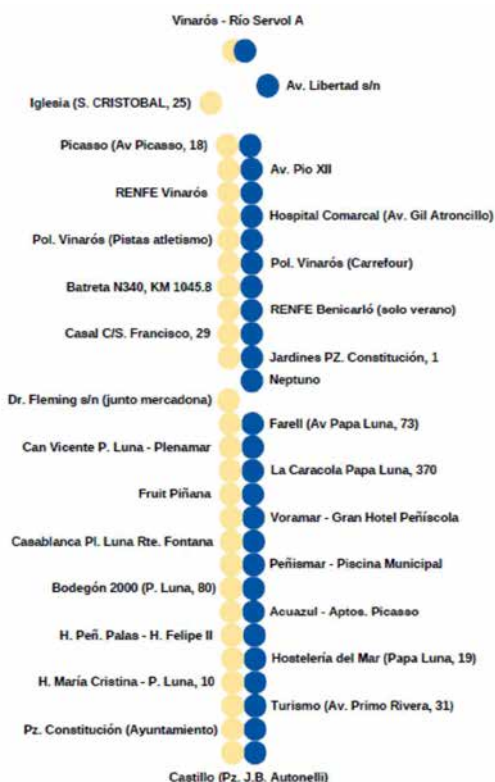 Vinarós - Río Servol A
Av. Libertad s/n
Iglesia (S. CRISTOBAL, 25)
Picasso (Av Picasso, 18)
Av. Pio XII
RENFE Vinarós
Hospital Comarcal (Av. Gil Atroncillo)
Pol. Vinarós (Pistas atletismo)
Pol. Vinarós (Carrefour)
Batreta N340, KM 1045.8
RENFE Benicarló (solo verano)
Casal C/S. Francisco, 29
Jardines PZ. Constitución, 1
Neptuno
Dr. Fleming s/n (junto mercadona)
Farell (Av Papa Luna, 73)
Can Vicente P. Luna - Plenamar
La Caracola Papa Luna, 370
Fruit Piñana
Voramar - Gran Hotel Peñíscola
Casablanca Pl. Luna Rte. Fontana
Peñismar - Piscina Municipal
Bodegón 2000 (P. Luna, 80)
Acuazul - Aptos. Picasso
H. Peñ. Palas - H. Felipe II
Hostelería del Mar (Papa Luna, 19)
H. María Cristina - P. Luna, 10
Turismo (Av. Primo Rivera, 31)
Pz. Constitución (Ayuntamiento)
Castillo (Pz. J.B. Autonelli)